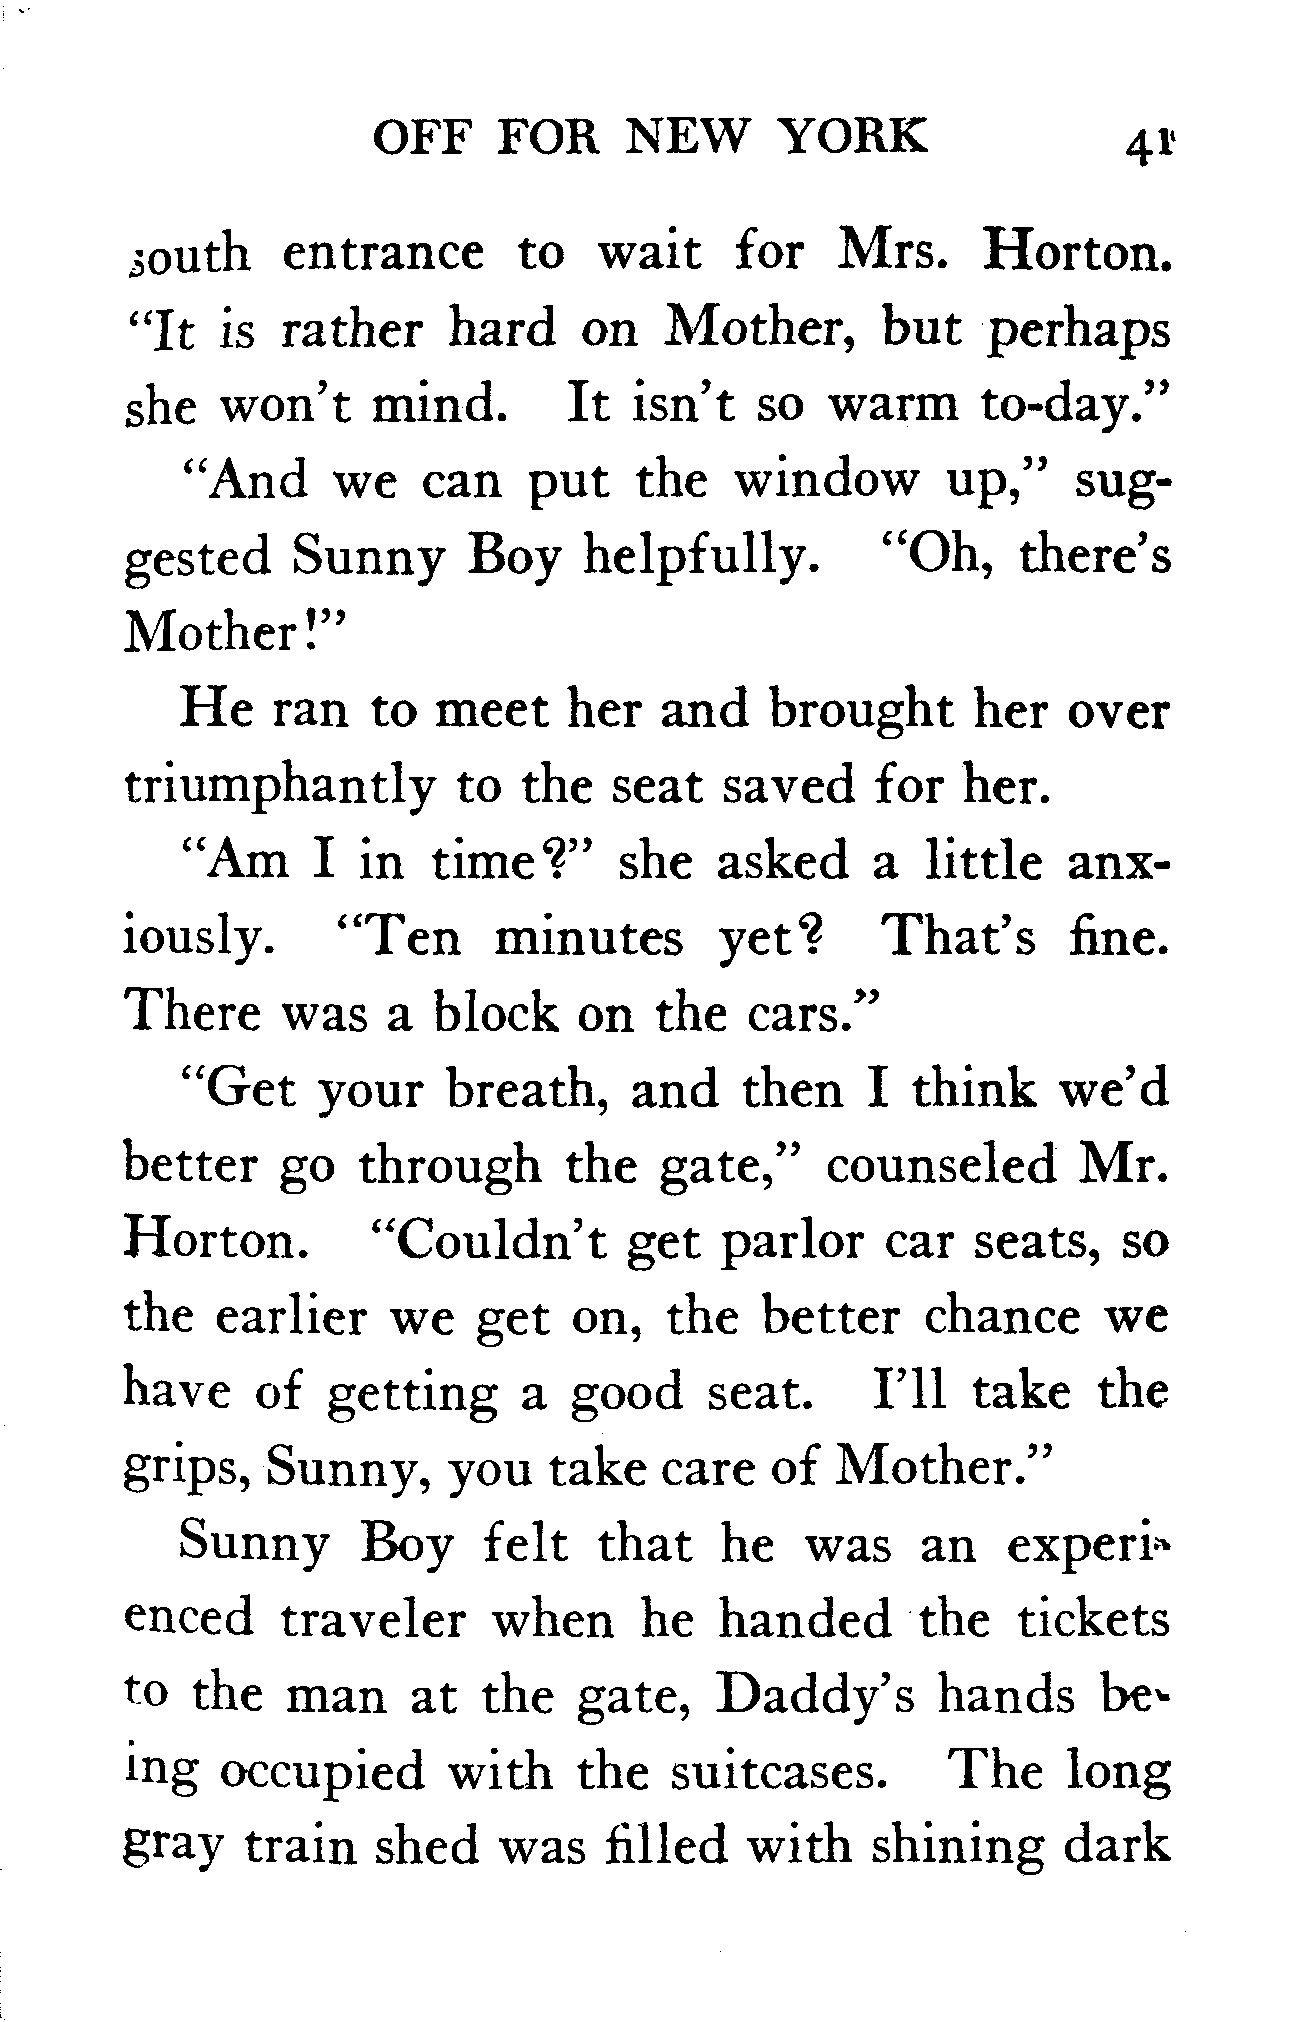 OFF FOR NEW YORK 41
south entrance to wait for Mrs. Horton.
“It is rather hard on Mother, but perhaps
she won’t mind. It isn’t so warm to-day.”
“And we can put the window up,” sug-
gested Sunny Boy helpfully. “Oh, there’s
Mother!”
He ran to meet her and brought her over
triumphantly to the seat saved for her.
“Am I in time?” she asked a little anx-
iously. “Ten minutes yet? That’s fine.
There was a block on the cars.”
“Get your breath, and then I think we’d
better go through the gate,” counseled Mr.
Horton. “Couldn’t get parlor car seats, so
the earlier we get on, the better chance we
have of getting a good seat. I’ll take the
grips, Sunny, you take care of Mother.”
Sunny Boy felt that he was an experi-
enced traveler when he handed the tickets
to the man at the gate, Daddy’s hands be-
ing occupied with the suitcases. The long
gray train shed was filled with shining dark